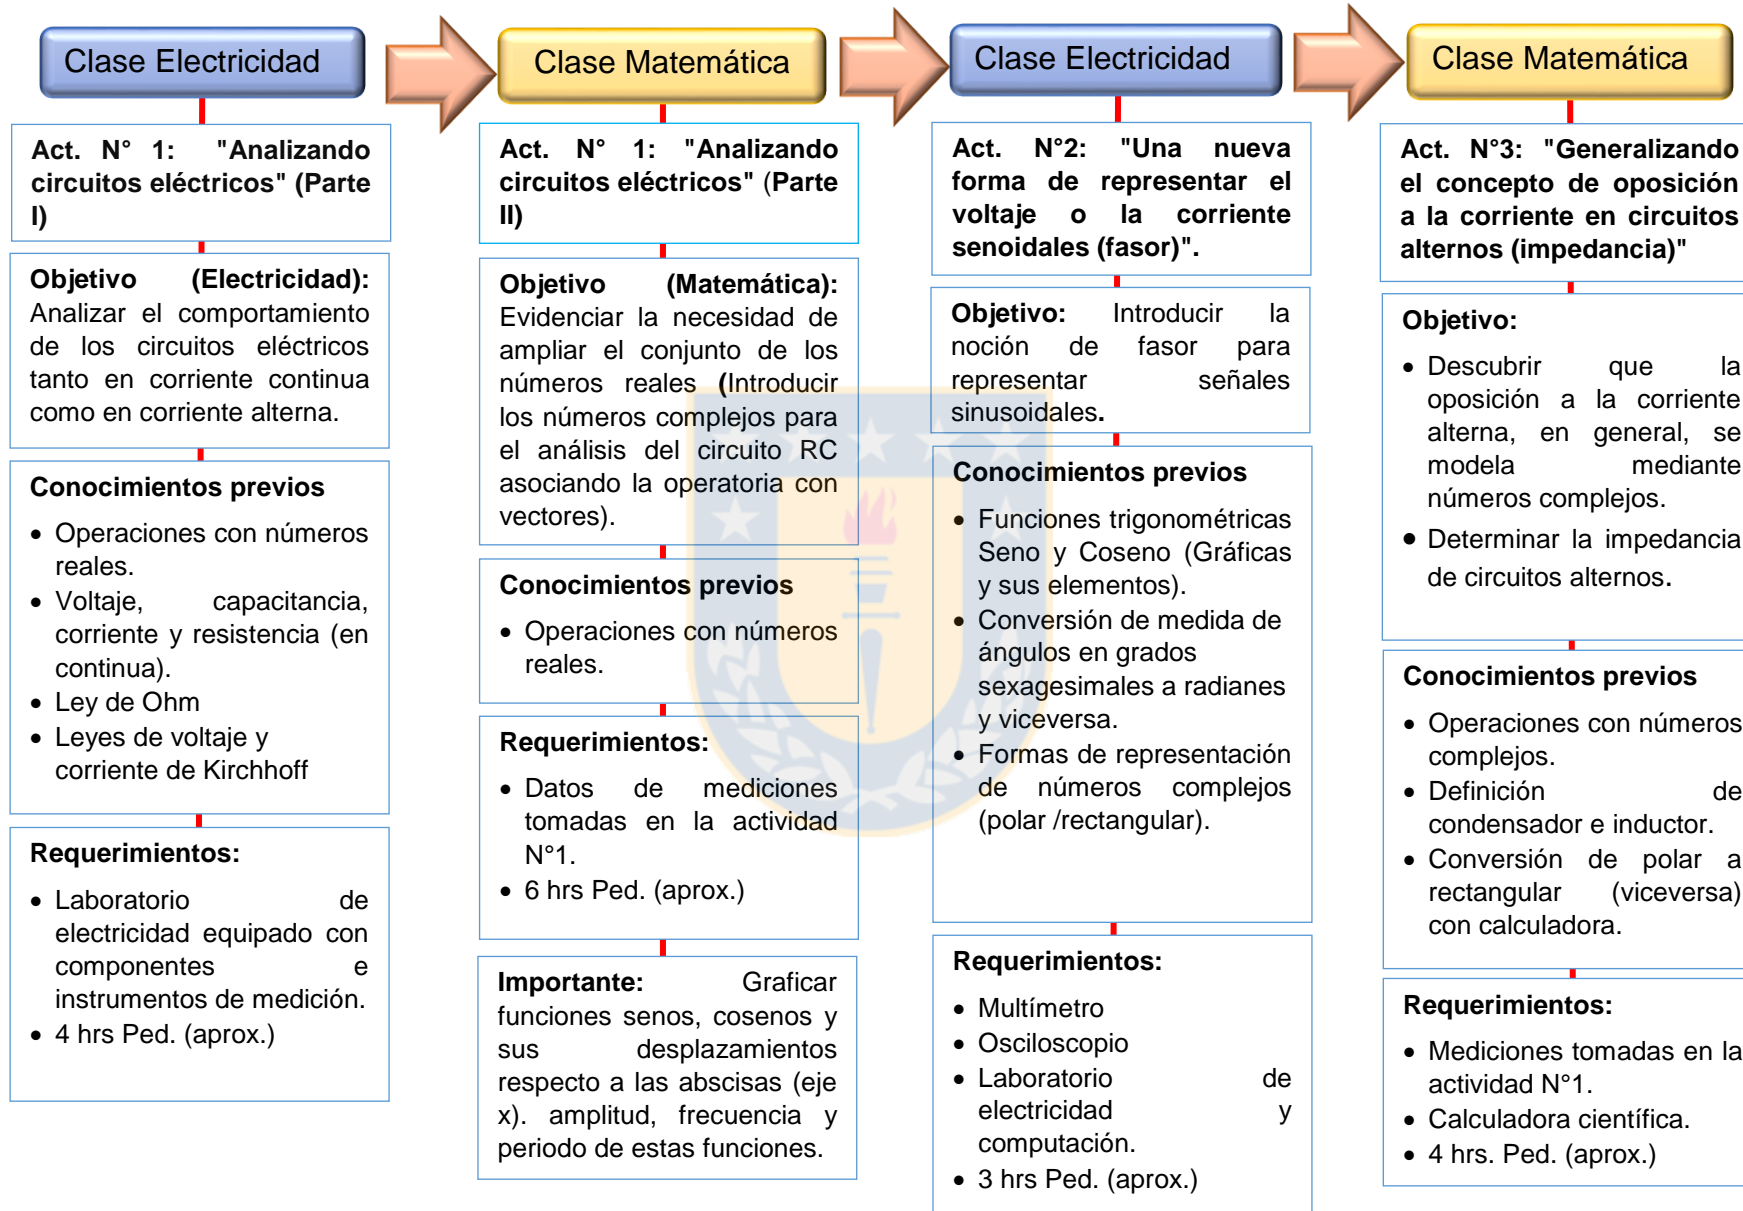 Clase Electricidad
Act. N° 1: "Analizando
circuitos eléctricos" (Parte
I)
Objetivo (Electricidad):
Analizar el comportamiento
de los circuitos eléctricos
tanto en corriente continua
como en corriente alterna.
Conocimientos previos
• Operaciones con números
reales.
• Voltaje, capacitancia,
corriente y resistencia (en
continua).
• Ley de Ohm
• Leyes de voltaje y
corriente de Kirchhoff
Requerimientos:
• Laboratorio de
electricidad equipado con
componentes e
instrumentos de medición.
• 4 hrs Ped. (aprox.)
Clase Matemática
Act. N° 1: "Analizando
circuitos eléctricos" (Parte
II)
Objetivo (Matemática):
Evidenciar la necesidad de
ampliar el conjunto de los
números reales (Introducir
los números complejos para
el análisis del circuito RC
asociando la operatoria con
vectores).
Conocimientos previos
• Operaciones con números
reales.
Requerimientos:
• Datos de mediciones
tomadas en la actividad
N°1.
• 6 hrs Ped. (aprox.)
Importante: Graficar
funciones senos, cosenos y
sus desplazamientos
respecto a las abscisas (eje
x). amplitud, frecuencia y
periodo de estas funciones.
Clase Electricidad
Act. N°2: "Una nueva
forma de representar el
voltaje o la corriente
senoidales (fasor)".
Objetivo: Introducir la
noción de fasor para
representar señales
sinusoidales.
Conocimientos previos
• Funciones trigonométricas
Seno y Coseno (Gráficas
y sus elementos).
• Conversión de medida de
ángulos en grados
sexagesimales a radianes
y viceversa.
• Formas de representación
de números complejos
(polar /rectangular).
Requerimientos:
• Multímetro
• Osciloscopio
• Laboratorio de
electricidad y
computación.
• 3 hrs Ped. (aprox.)
Clase Matemática
Act. N°3: "Generalizando
el concepto de oposición
a la corriente en circuitos
alternos (impedancia)"
Objetivo:
• Descubrir que la
oposición a la corriente
alterna, en general, se
modela mediante
números complejos.
• Determinar la impedancia
de circuitos alternos.
Conocimientos previos
• Operaciones con números
complejos.
• Definición de
condensador e inductor.
• Conversión de polar a
rectangular (viceversa)
con calculadora.
Requerimientos:
• Mediciones tomadas en la
actividad N°1.
• Calculadora científica.
• 4 hrs. Ped. (aprox.)